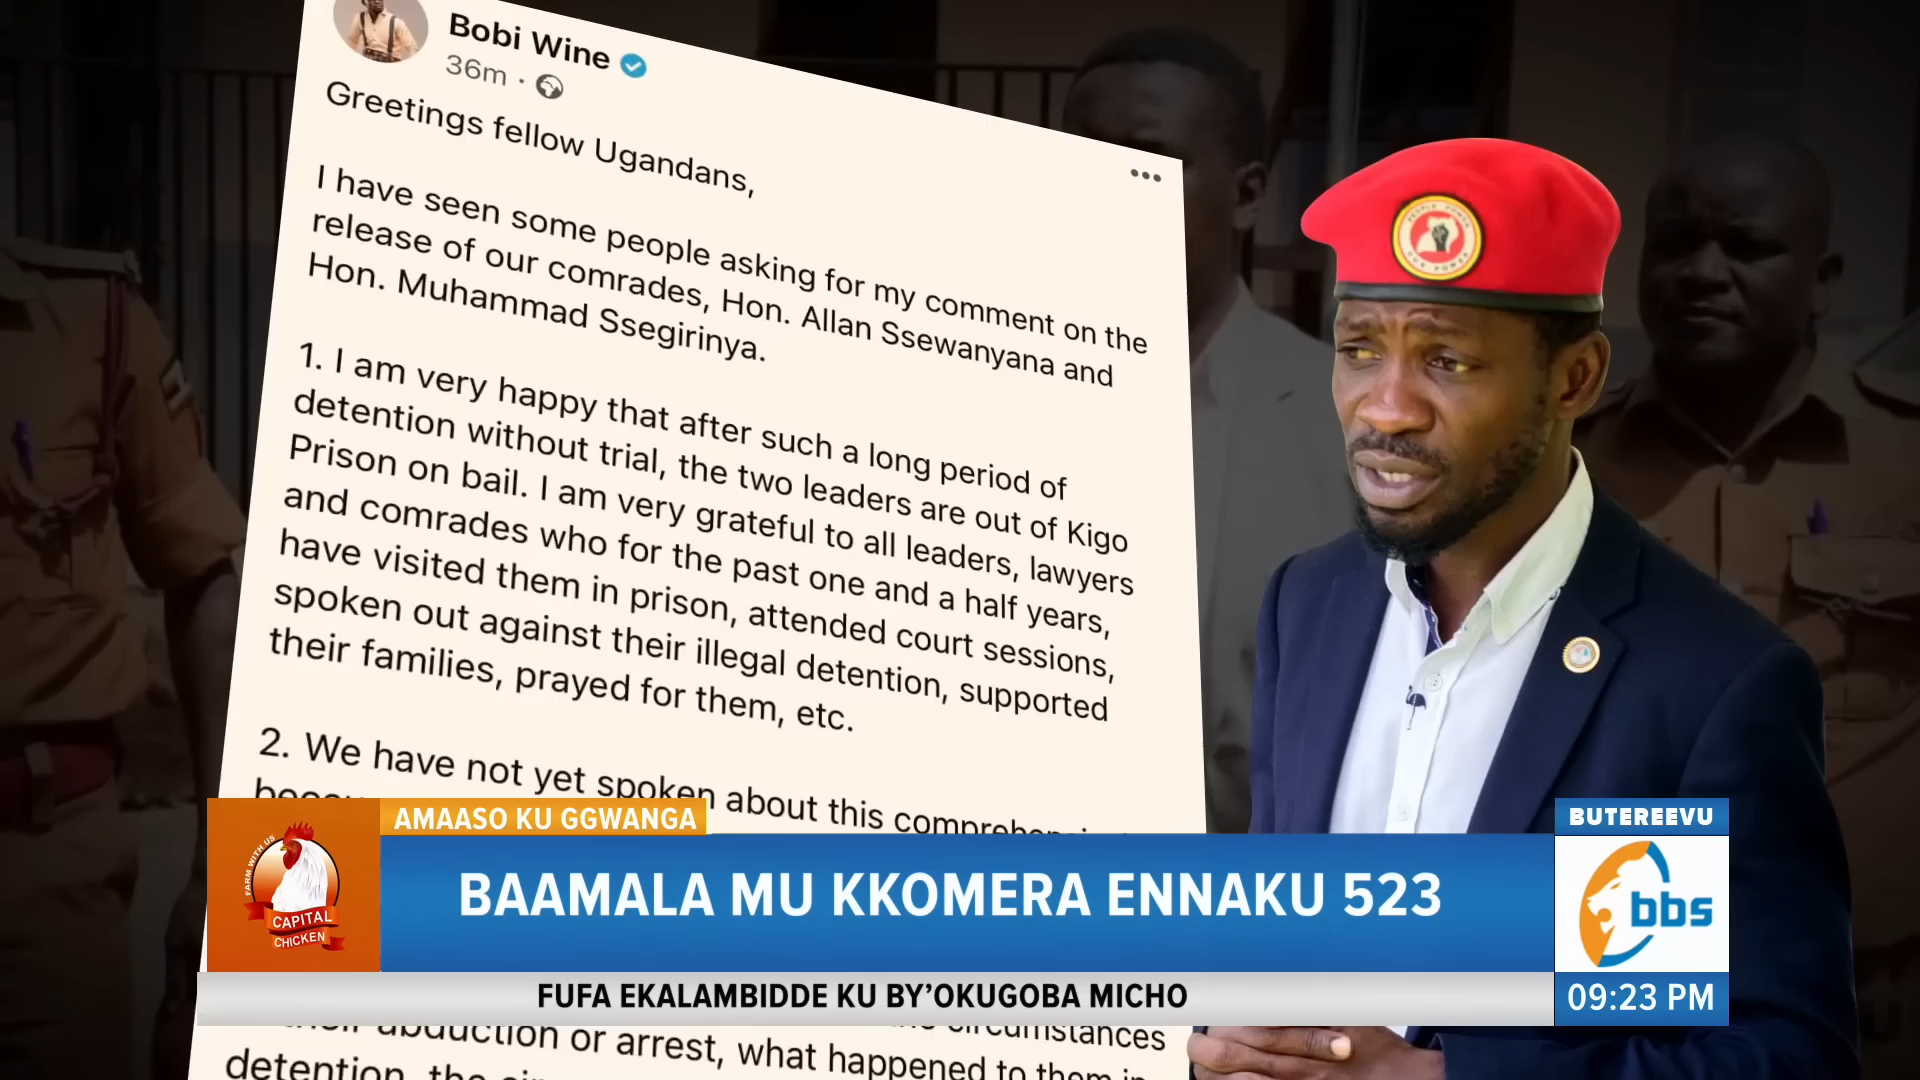 Bobi Wine
36m ·
Greetings fellow Ugandans,
I have seen some people asking for my comment on the
release of our comrades, Hon. Allan Ssewanyana and
Hon. Muhammad Ssegirinya.
1. I am very happy that after such a long period of
detention without trial, the two leaders are out of Kigo
Prison on bail. I am very grateful to all leaders, lawyers
and comrades who for the past one and a half years,
have visited them in prison, attended court sessions,
spoken out against their illegal detention, supported
their families, prayed for them, etc.
2. We have not yet spoken about this
abduction or arrest, what happened to them in
circumstances
detention, the
PEOPLE POWER
OUR POWER
AMAASO KU GGWANGA
BUTEREEVU
FARM WITH US
CAPITAL
CHICKEN
BAAMALA MU KKOMERA ENNAKU 523
bbs
FUFA EKALAMBIDDE KU BY’OKUGOBA MICHO
09:23 PM